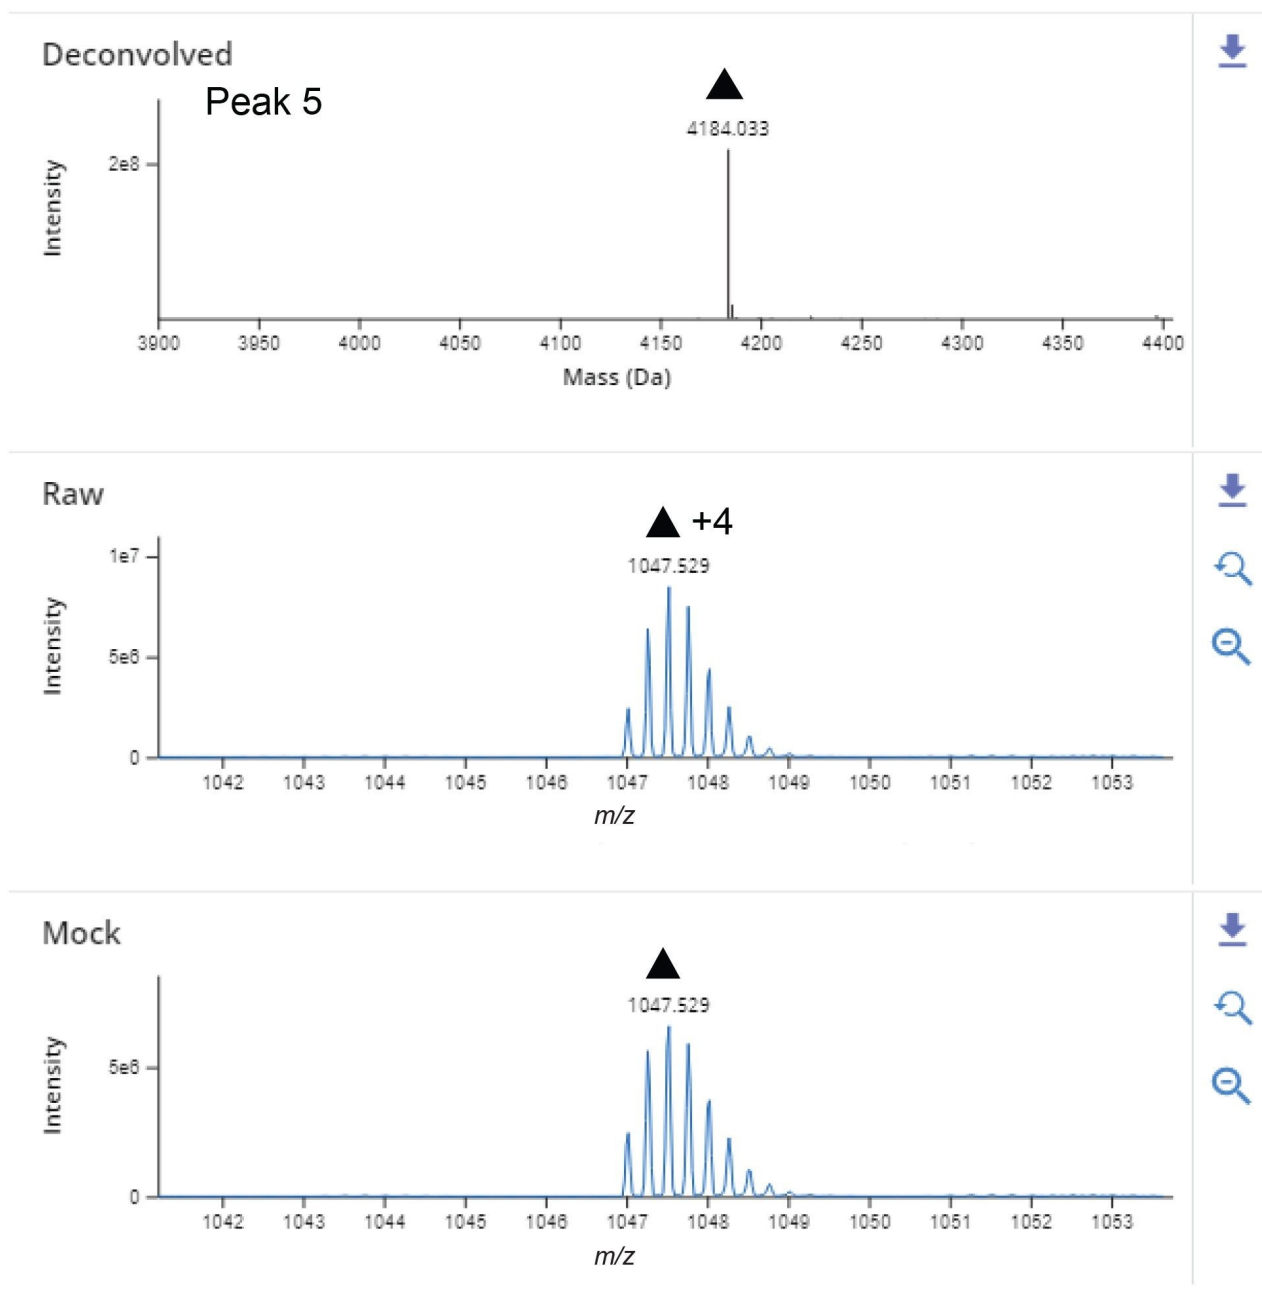 Deconvolved
Peak 5
4184.033
2e8
Intensity
3900 3950 4000 4050 4100 4150 4200 4250 4300 4350 4400
Mass (Da)
Raw
+4
1047.529
1e7
5e6
0
Intensity
1042 1043 1044 1045 1046 1047 1048 1049 1050 1051 1052 1053
m/z
Mock
1047.529
5e6
0
Intensity
1042 1043 1044 1045 1046 1047 1048 1049 1050 1051 1052 1053
m/z